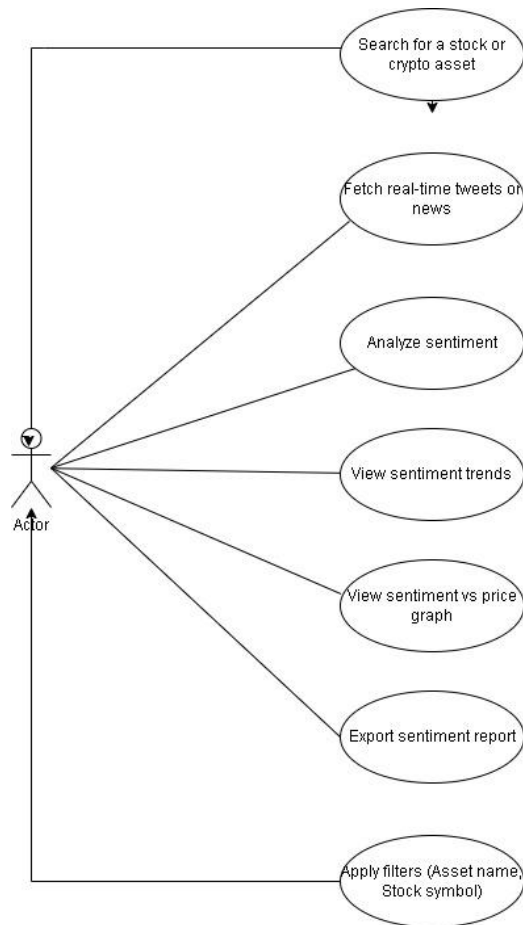 Search for a stock or
crypto asset
Fetch real-time tweets or
news
Analyze sentiment
View sentiment trends
Actor
View sentiment vs price
graph
Export sentiment report
Apply filters (Asset name,
Stock symbol)